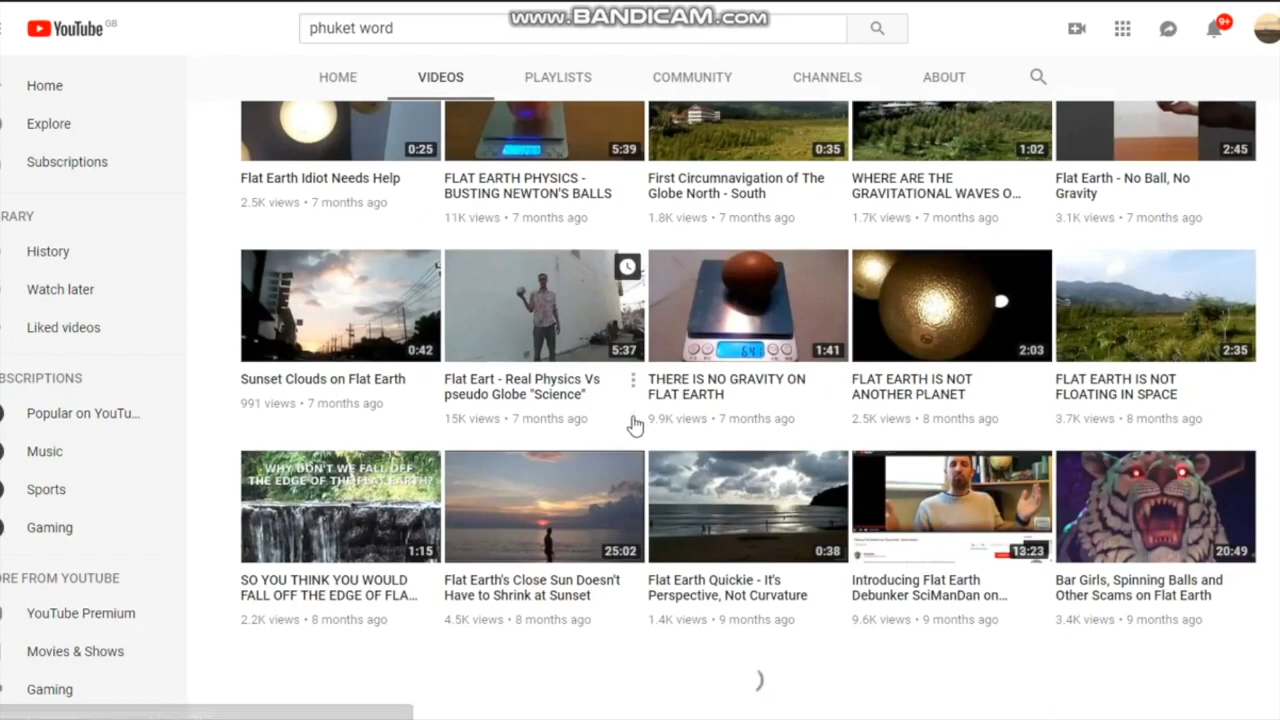 www.BANDICAM.com
YouTube GB
phuket word
9+
HOME VIDEOS PLAYLISTS COMMUNITY CHANNELS ABOUT
Home
Explore
Subscriptions
RARY
History
Watch later
Liked videos
BSCRIPTIONS
Popular on YouTu...
Music
Sports
Gaming
ORE FROM YOUTUBE
YouTube Premium
Movies & Shows
Gaming
0:25
Flat Earth Idiot Needs Help
2.5K views • 7 months ago
5:39
FLAT EARTH PHYSICS -
BUSTING NEWTON'S BALLS
11K views • 7 months ago
0:35
First Circumnavigation of The
Globe North - South
1.8K views • 7 months ago
1:02
WHERE ARE THE
GRAVITATIONAL WAVES O...
1.7K views • 7 months ago
2:45
Flat Earth - No Ball, No
Gravity
3.1K views • 7 months ago
0:42
Sunset Clouds on Flat Earth
991 views • 7 months ago
5:37
Flat Eart - Real Physics Vs
pseudo Globe "Science"
15K views • 7 months ago
1:41
THERE IS NO GRAVITY ON
FLAT EARTH
9.9K views • 7 months ago
2:03
FLAT EARTH IS NOT
ANOTHER PLANET
2.5K views • 8 months ago
2:35
FLAT EARTH IS NOT
FLOATING IN SPACE
3.7K views • 8 months ago
WHY DON'T WE FALL OFF
THE EDGE OF THE FLAT EARTH?
1:15
SO YOU THINK YOU WOULD
FALL OFF THE EDGE OF FLA...
2.2K views • 8 months ago
25:02
Flat Earth's Close Sun Doesn't
Have to Shrink at Sunset
4.5K views • 8 months ago
0:38
Flat Earth Quickie - It's
Perspective, Not Curvature
1.4K views • 9 months ago
13:23
Introducing Flat Earth
Debunker SciManDan on...
9.6K views • 9 months ago
20:49
Bar Girls, Spinning Balls and
Other Scams on Flat Earth
3.4K views • 9 months ago